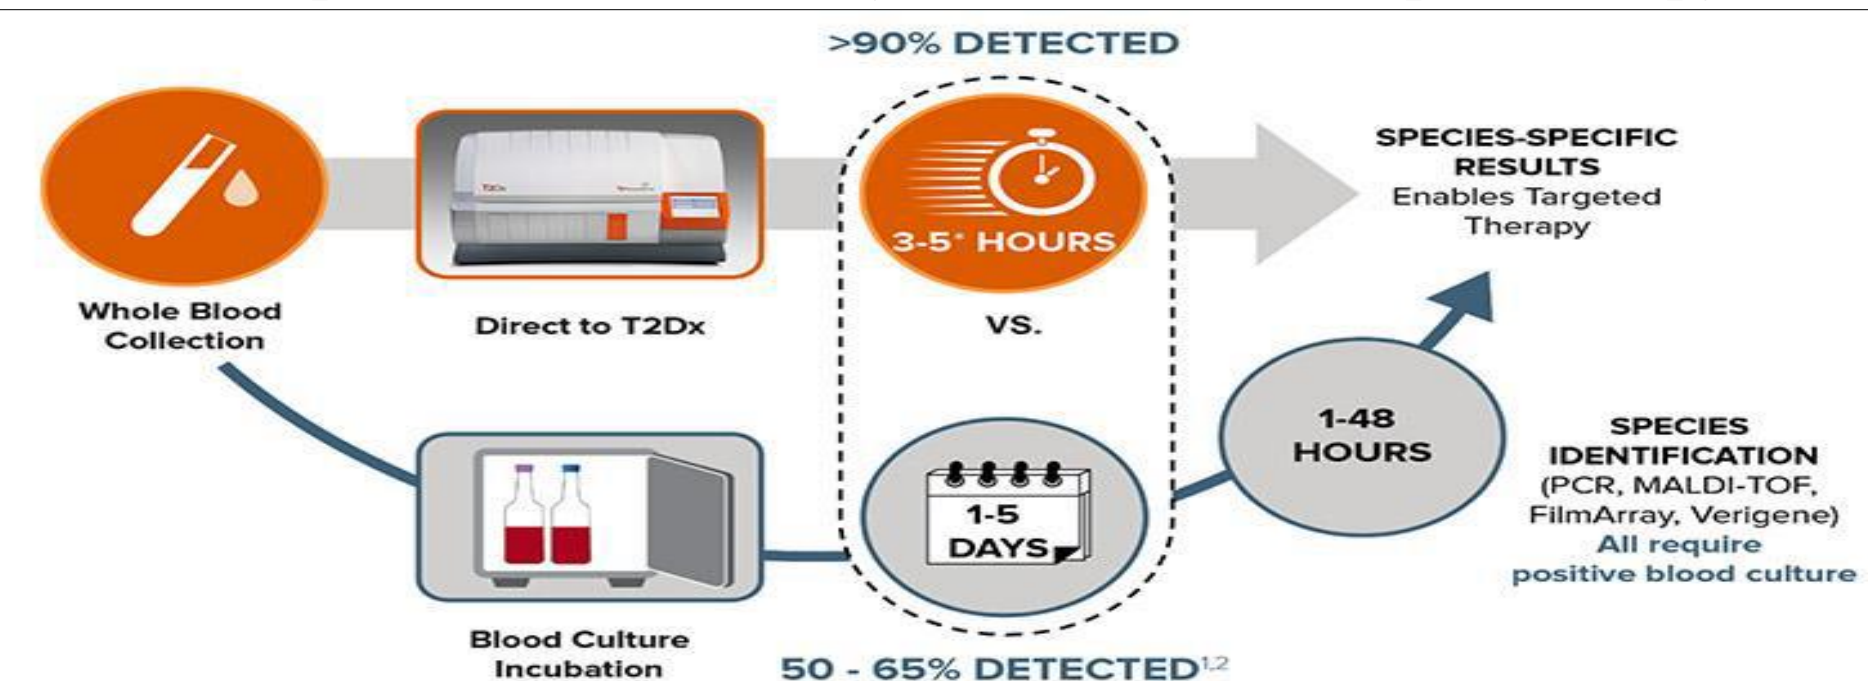 >90% DETECTED
3-5* HOURS
SPECIES-SPECIFIC
RESULTS
Enables Targeted
Therapy
Whole Blood
Collection
T2Dx
Direct to T2Dx
VS.
1-48
HOURS
1-5
DAYS
SPECIES
IDENTIFICATION
(PCR, MALDI-TOF,
FilmArray, Verigene)
All require
positive blood culture
Blood Culture
Incubation
50 - 65% DETECTED1,2